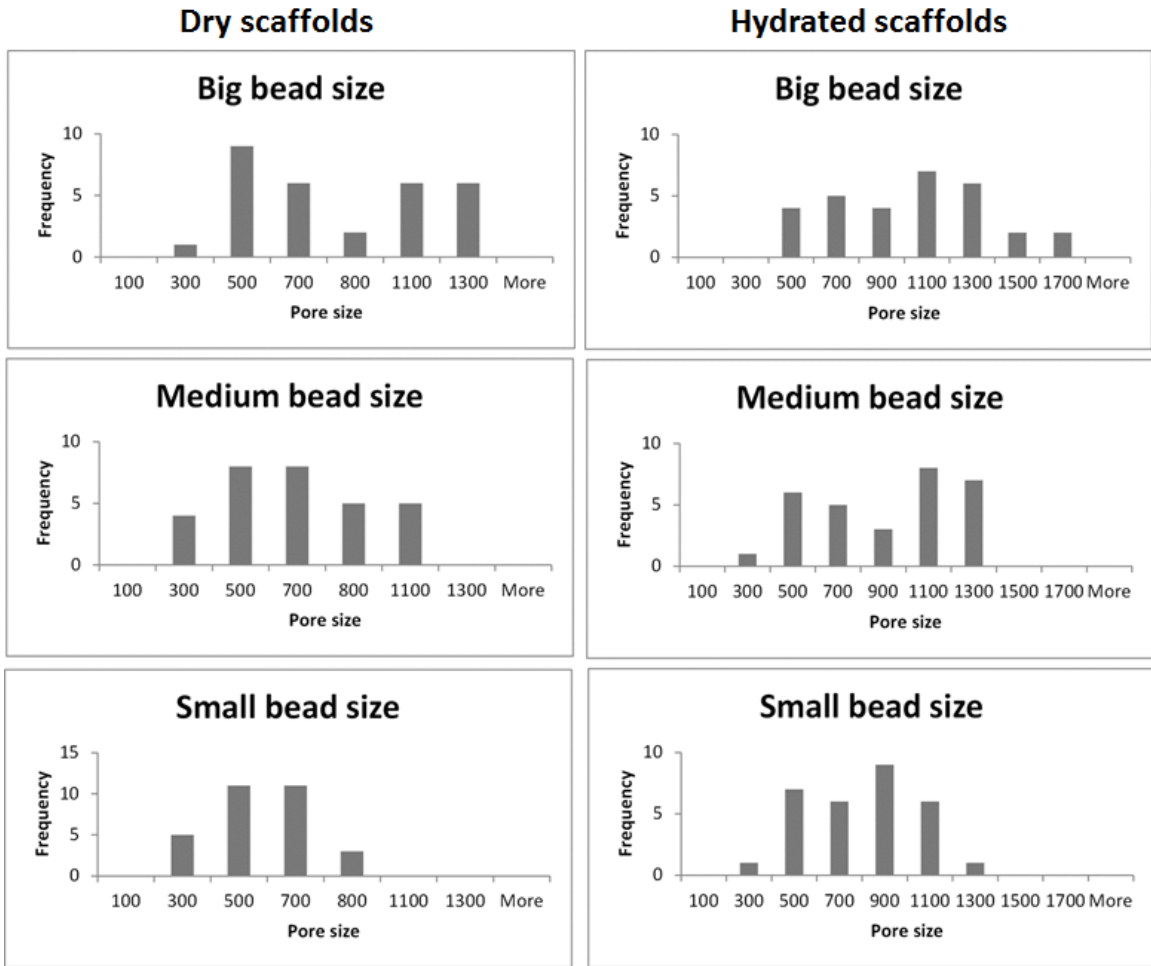 Dry scaffolds
Hydrated scaffolds
Big bead size
10
5
0
Frequency
100 300 500 700 800 1100 1300 More
Pore size
Big bead size
10
5
0
Frequency
100 300 500 700 900 1100 1300 1500 1700 More
Pore size
Medium bead size
10
5
0
Frequency
100 300 500 700 800 1100 1300 More
Pore size
Medium bead size
10
5
0
Frequency
100 300 500 700 900 1100 1300 1500 1700 More
Pore size
Small bead size
15
10
5
0
Frequency
100 300 500 700 800 1100 1300 More
Pore size
Small bead size
10
5
0
Frequency
100 300 500 700 900 1100 1300 1500 1700 More
Pore size